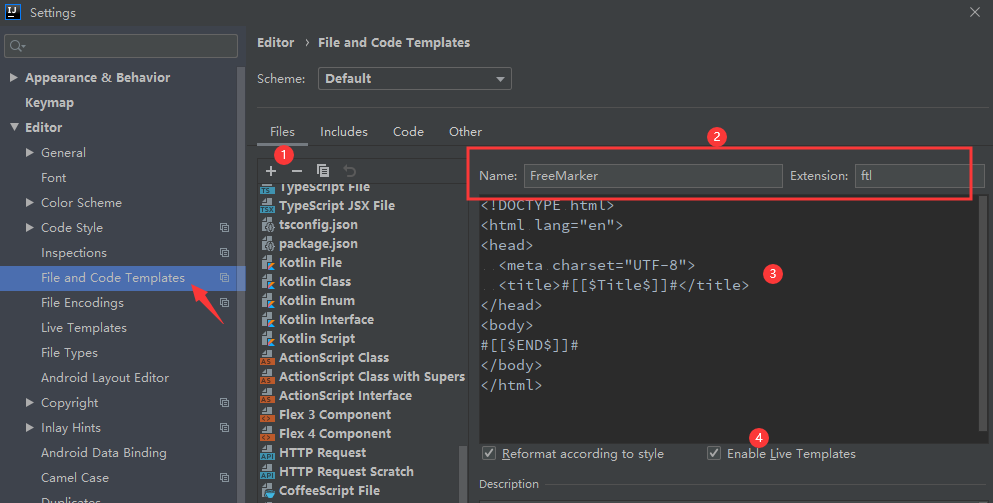 IJ Settings
Editor › File and Code Templates
Scheme: Default
Appearance & Behavior
Keymap
Editor
General
Font
Color Scheme
Code Style
Inspections
File and Code Templates
File Encodings
Live Templates
File Types
Android Layout Editor
Copyright
Inlay Hints
Android Data Binding
Camel Case
Duplicates
Files Includes Code Other
1
TypeScript File
TypeScript JSX File
tsconfig.json
package.json
Kotlin File
Kotlin Class
Kotlin Enum
Kotlin Interface
Kotlin Script
ActionScript Class
ActionScript Class with Supers
ActionScript Interface
Flex 3 Component
Flex 4 Component
HTTP Request
HTTP Request Scratch
CoffeeScript File
2
Name: FreeMarker Extension: ftl
<!DOCTYPE html>
<html lang="en">
<head>
<meta charset="UTF-8">
<title>#[[$Title$]]#</title>
3
</head>
<body>
#[[$END$]]#
</body>
</html>
4
Reformat according to style Enable Live Templates
Description